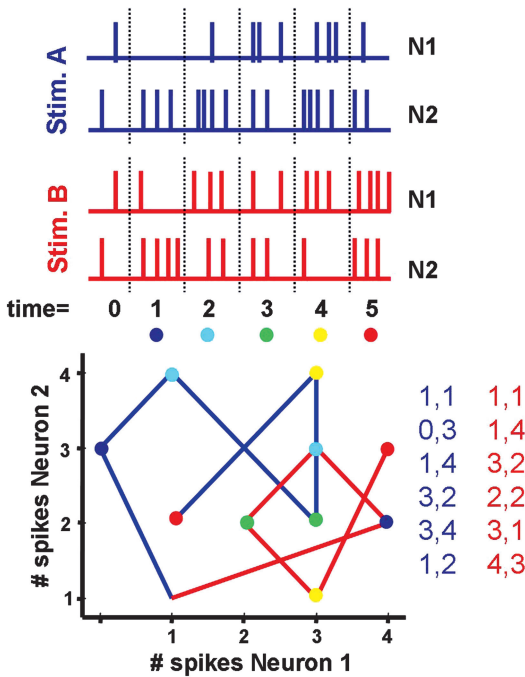 Stim. A
N1
N2
Stim. B
N1
N2
time= 0 1 2 3 4 5
# spikes Neuron 2
4
3
2
1
1 2 3 4
# spikes Neuron 1
1,1 1,1
0,3 1,4
1,4 3,2
3,2 2,2
3,4 3,1
1,2 4,3